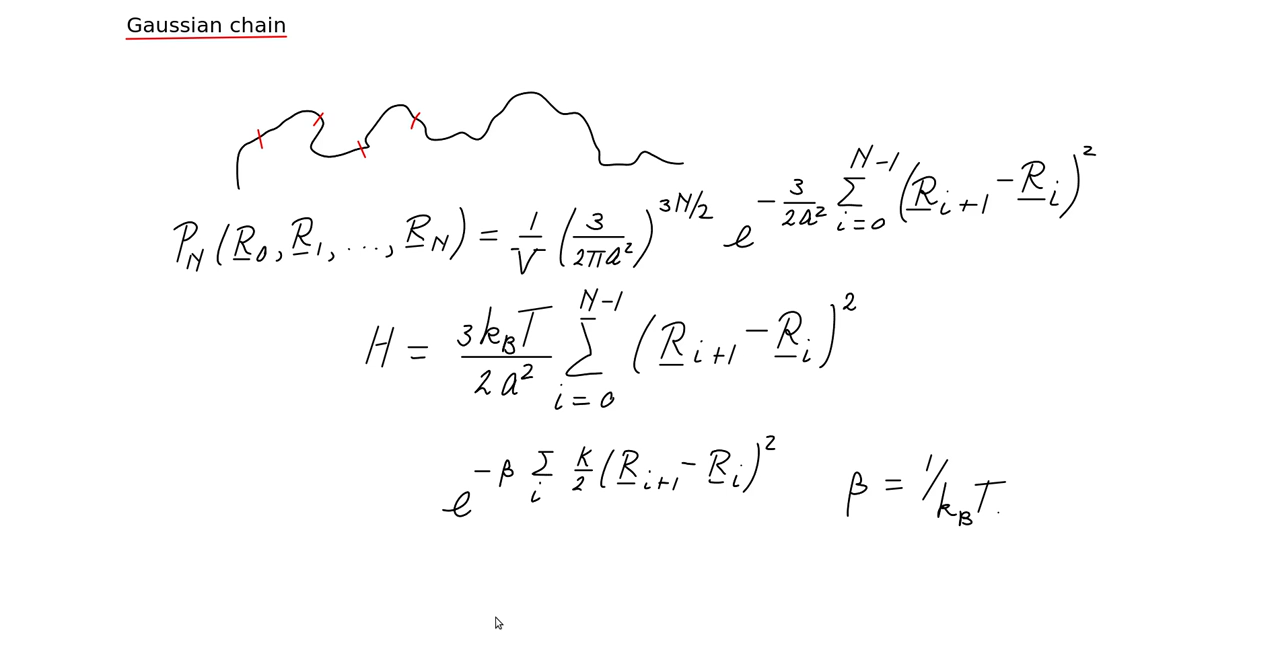 Gaussian chain
P_N(R_0, R_1, ..., R_N) = 1/V (3/2πa²)^{3N/2} e^{-3/2a² Σ_{i=0}^{N-1} (R_{i+1} - R_i)²}
H = 3k_BT/2a² Σ_{i=0}^{N-1} (R_{i+1} - R_i)²
e^{-β Σ_i K/2 (R_{i+1} - R_i)²} β = 1/k_BT.